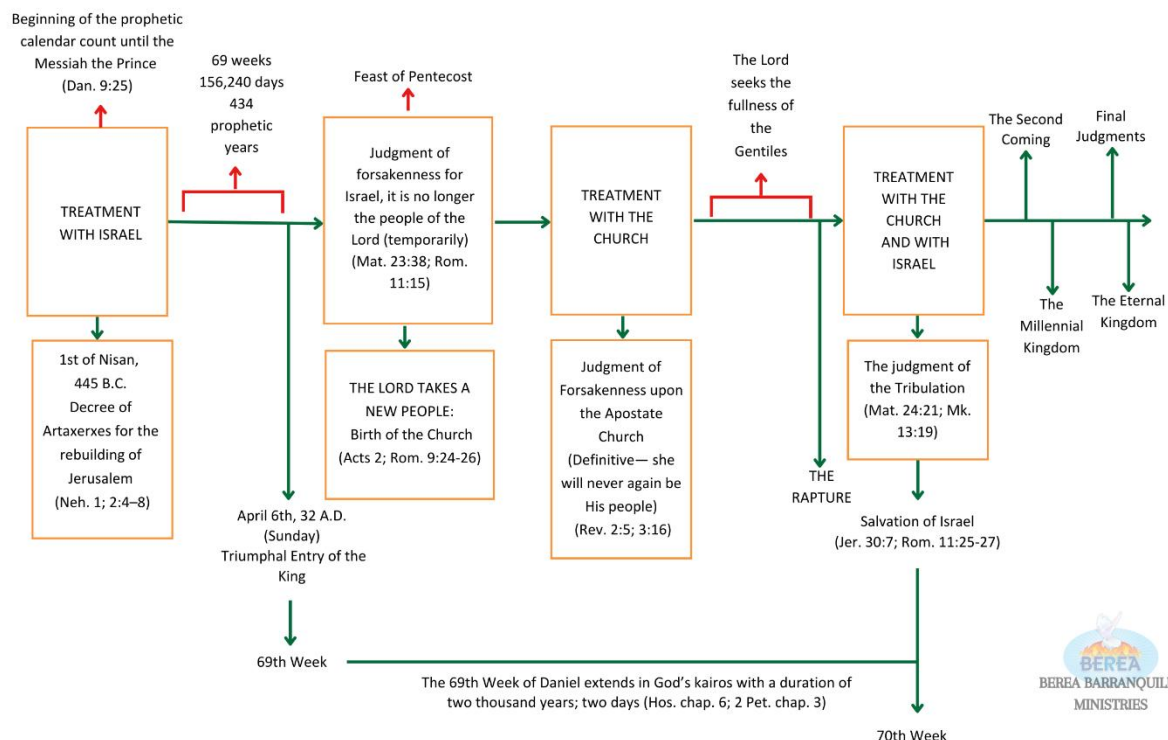 Beginning of the prophetic
calendar count until the
Messiah the Prince
(Dan. 9:25)
69 weeks
156,240 days
434
prophetic
years
Feast of Pentecost
The Lord
seeks the
fullness of
the
Gentiles
The Second
Coming
Final
Judgments
TREATMENT
WITH ISRAEL
Judgment of
forsakenness for
Israel, it is no longer
the people of the
Lord (temporarily)
(Mat. 23:38; Rom.
11:15)
TREATMENT
WITH THE
CHURCH
TREATMENT
WITH THE
CHURCH
AND WITH
ISRAEL
The
Millennial
Kingdom
The Eternal
Kingdom
1st of Nisan,
445 B.C.
Decree of
Artaxerxes for the
rebuilding of
Jerusalem
(Neh. 1; 2:4–8)
THE LORD TAKES A
NEW PEOPLE:
Birth of the Church
(Acts 2; Rom. 9:24-26)
Judgment of
Forsakenness upon
the Apostate
Church
(Definitive— she
will never again be
His people)
(Rev. 2:5; 3:16)
The judgment of
the Tribulation
(Mat. 24:21; Mk.
13:19)
THE
RAPTURE
April 6th, 32 A.D.
(Sunday)
Triumphal Entry of the
King
Salvation of Israel
(Jer. 30:7; Rom. 11:25-27)
69th Week
The 69th Week of Daniel extends in God’s kairos with a duration of
two thousand years; two days (Hos. chap. 6; 2 Pet. chap. 3)
70th Week
BEREA
BEREA BARRANQUIL
MINISTRIES